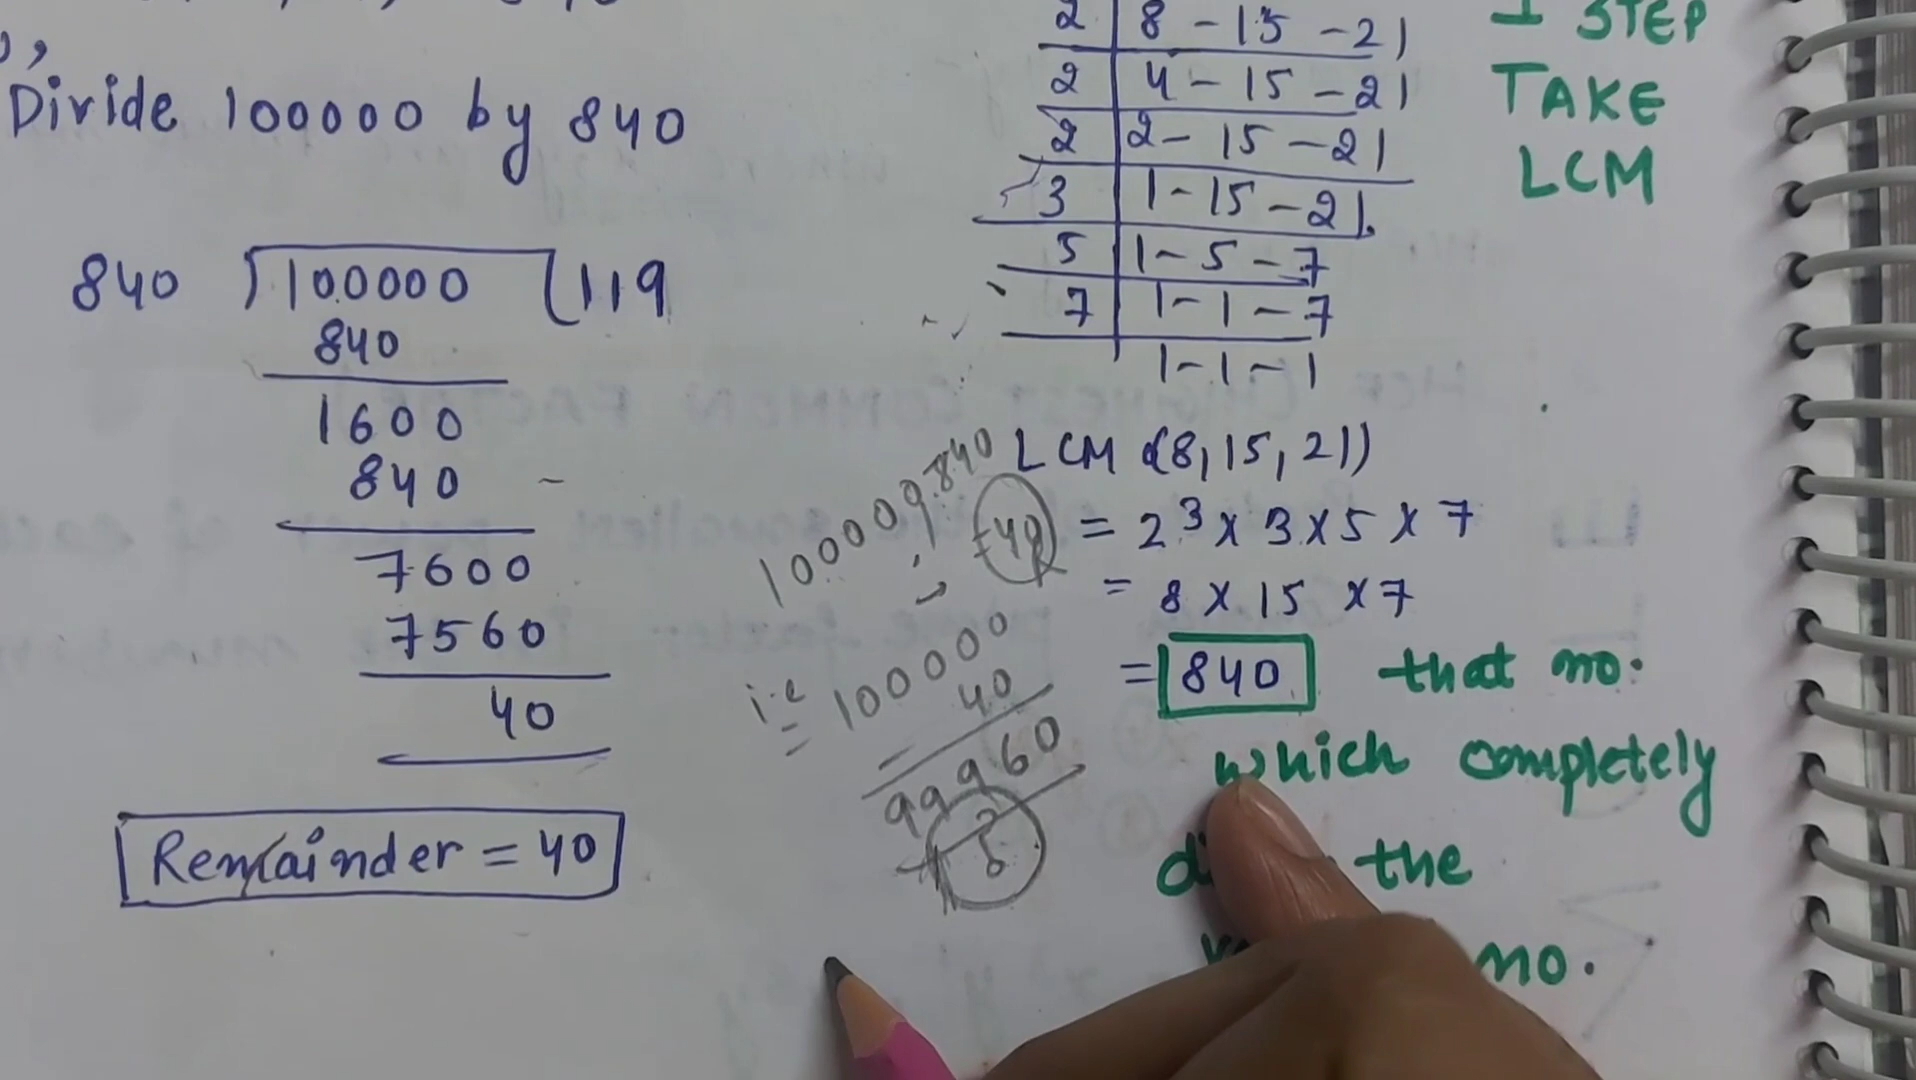 Divide 100000 by 840
840 ) 100000 ( 119
840
1600
840
7600
7560
40
Remainder = 40
2 | 8 - 15 - 21
2 | 4 - 15 - 21
2 | 2 - 15 - 21
3 | 1 - 15 - 21
5 | 1 - 5 - 7
7 | 1 - 1 - 7
1 - 1 - 1
I STEP
TAKE
LCM
LCM (8, 15, 21)
= 2³ × 3 × 5 × 7
= 8 × 15 × 7
= 840 that no.
which completely
the
no.
840
40
i.e 100000
40
99960